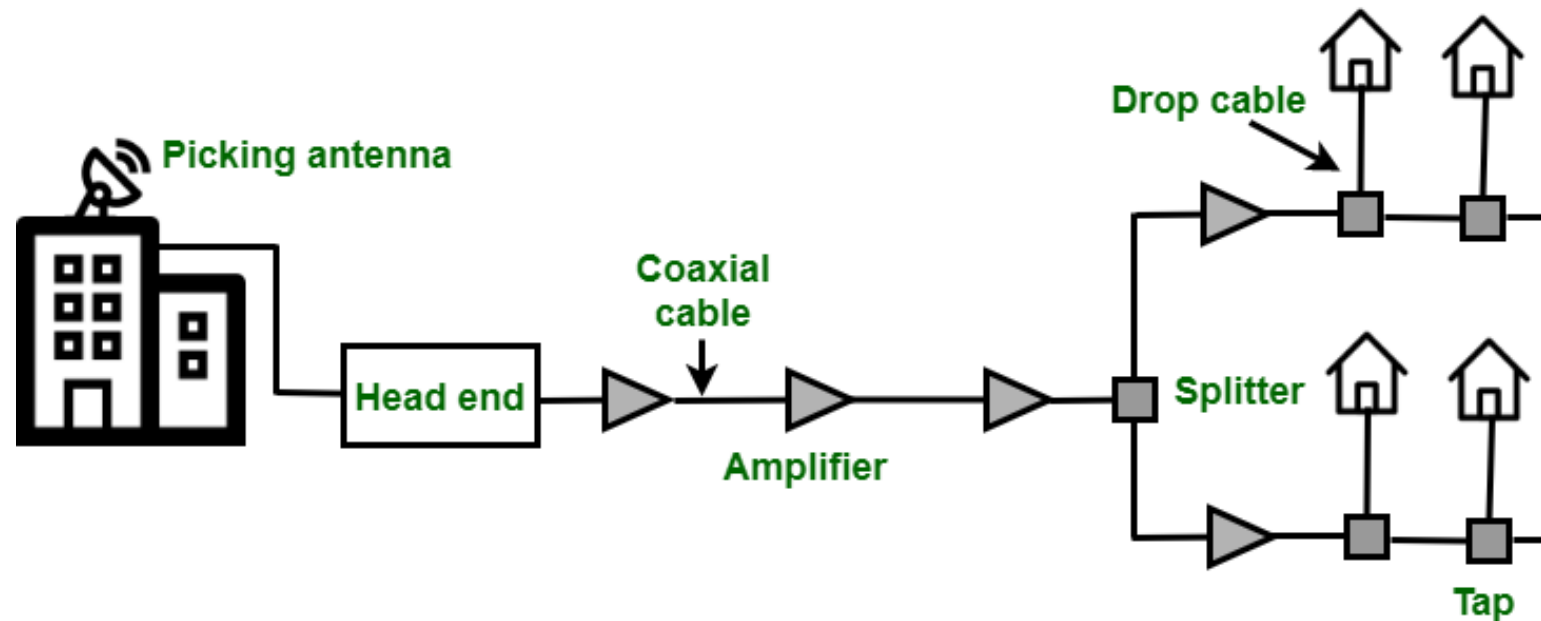 Drop cable
Picking antenna
Coaxial
cable
Head end
Splitter
Amplifier
Tap